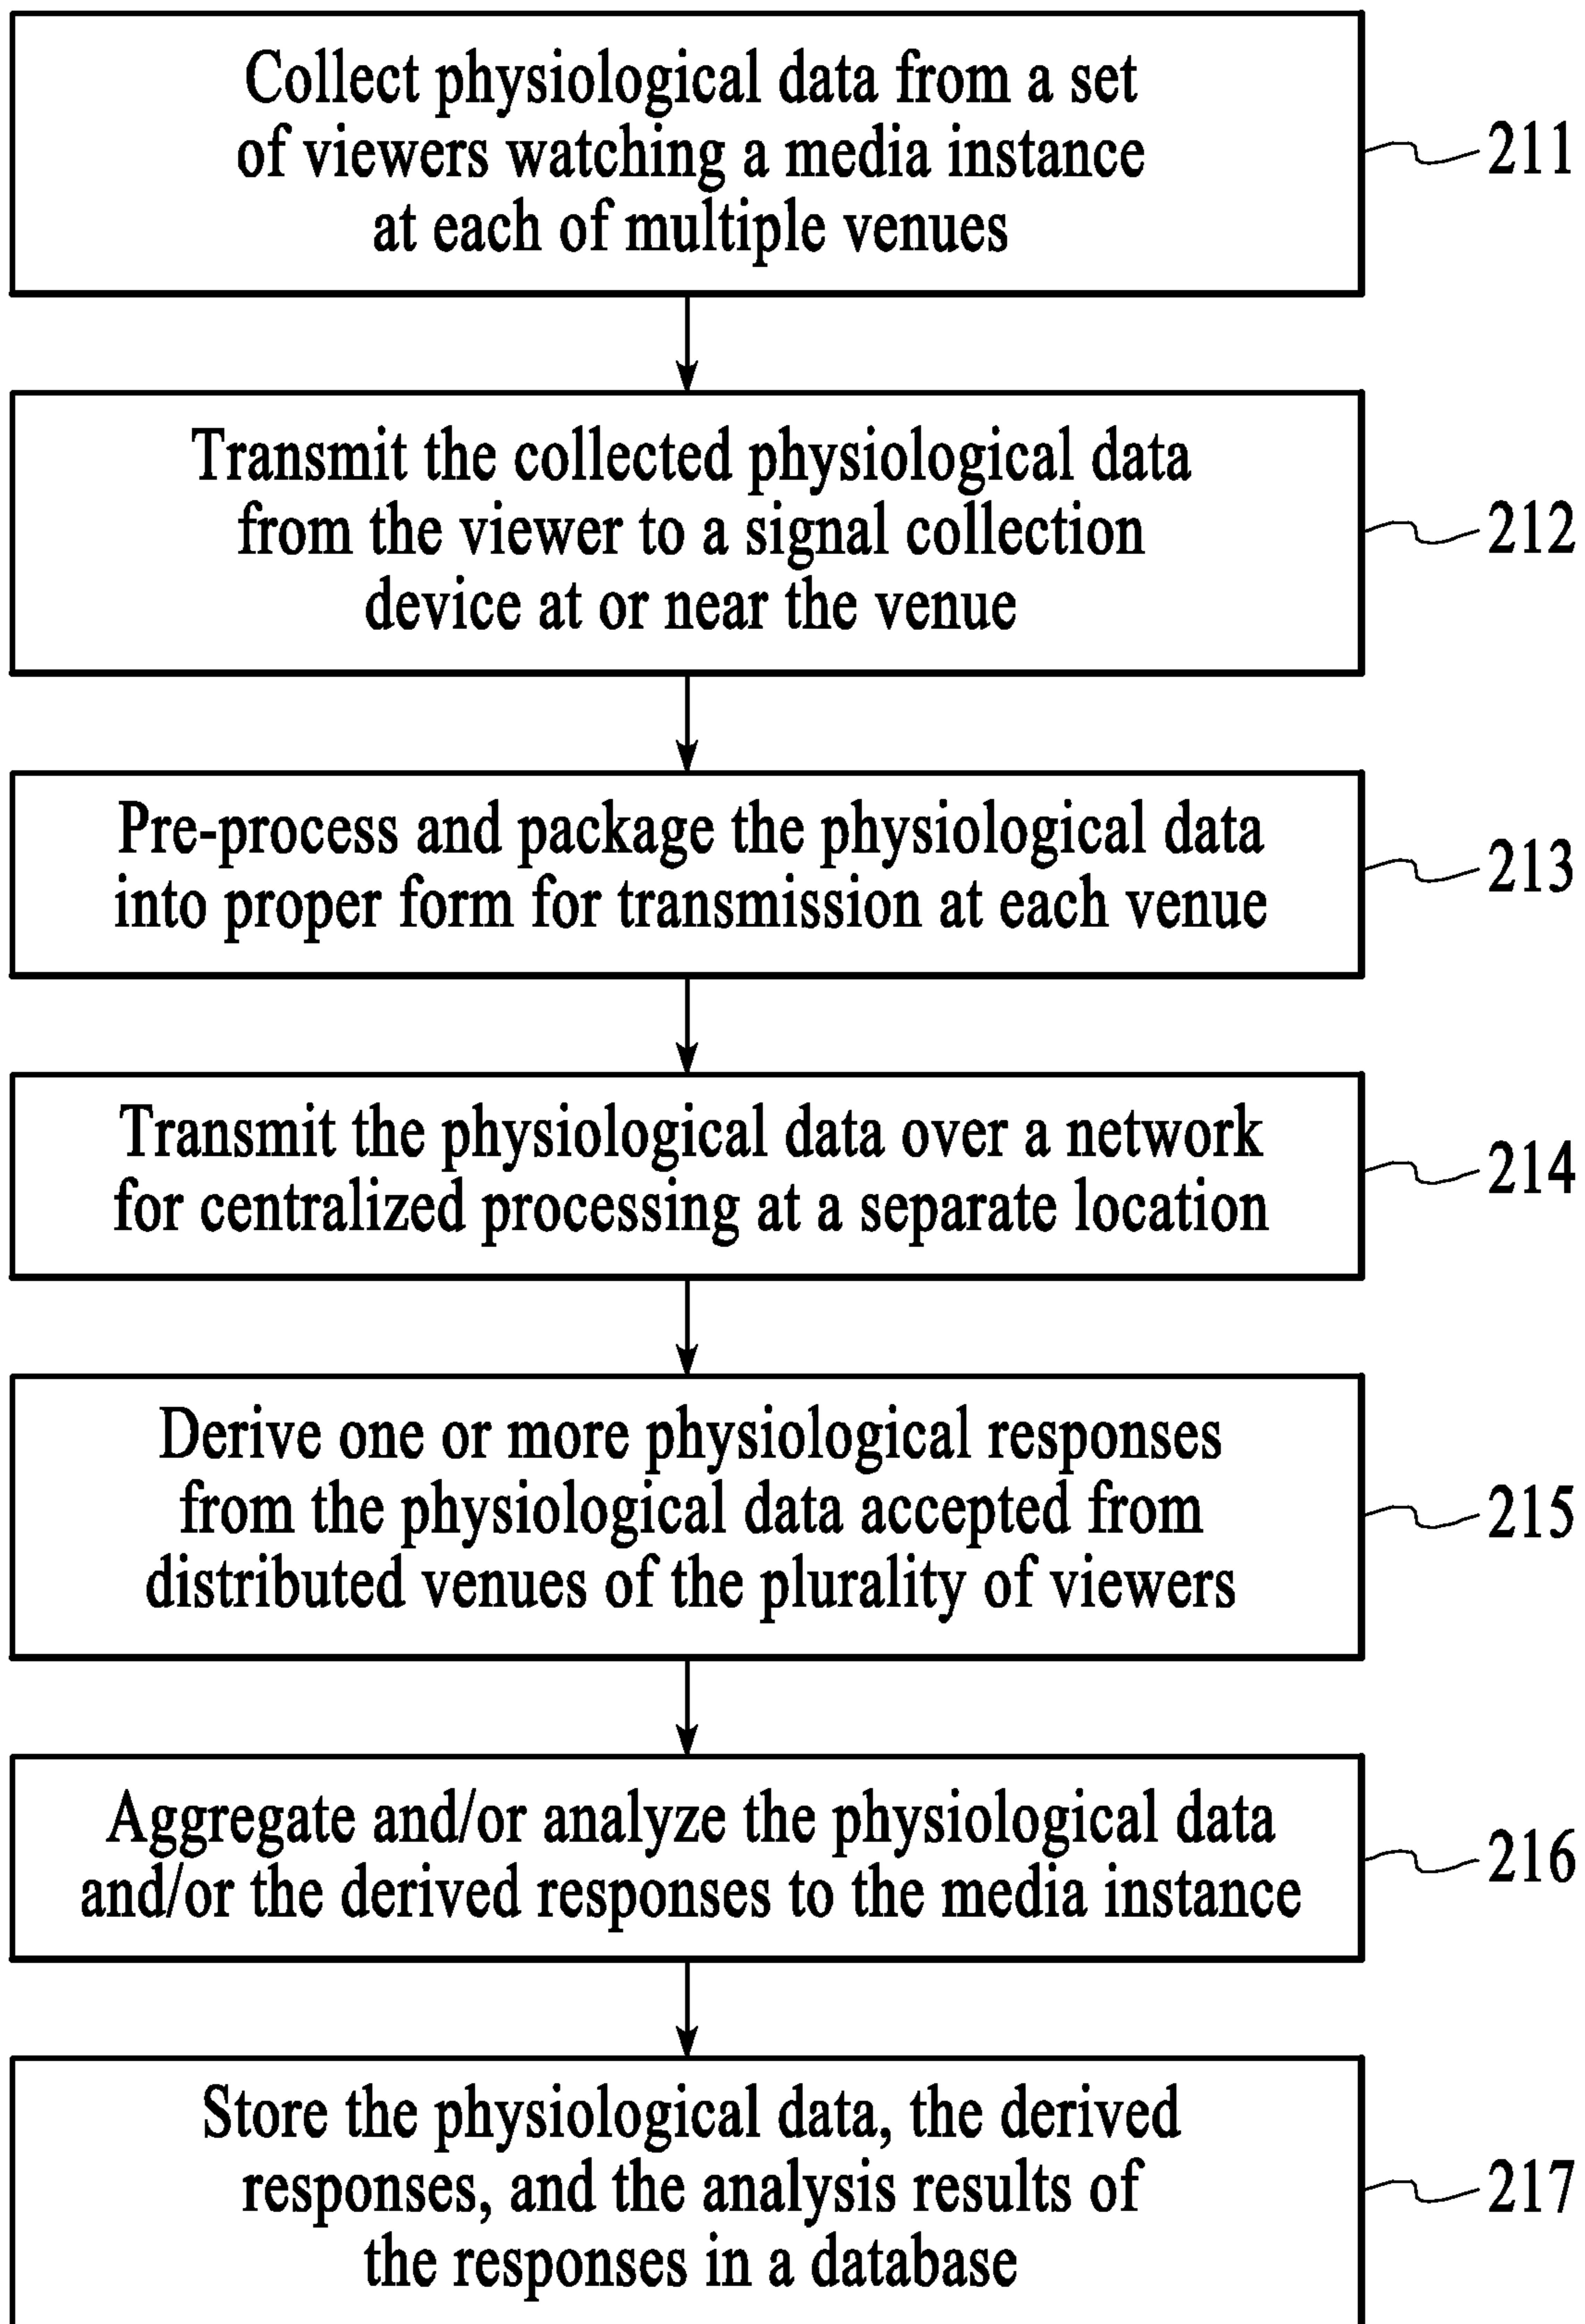 Collect physiological data from a set
of viewers watching a media instance
at each of multiple venues
211
Transmit the collected physiological data
from the viewer to a signal collection
device at or near the venue
212
Pre-process and package the physiological data
into proper form for transmission at each venue
213
Transmit the physiological data over a network
for centralized processing at a separate location
214
Derive one or more physiological responses
from the physiological data accepted from
distributed venues of the plurality of viewers
215
Aggregate and/or analyze the physiological data
and/or the derived responses to the media instance
216
Store the physiological data, the derived
responses, and the analysis results of
the responses in a database
217